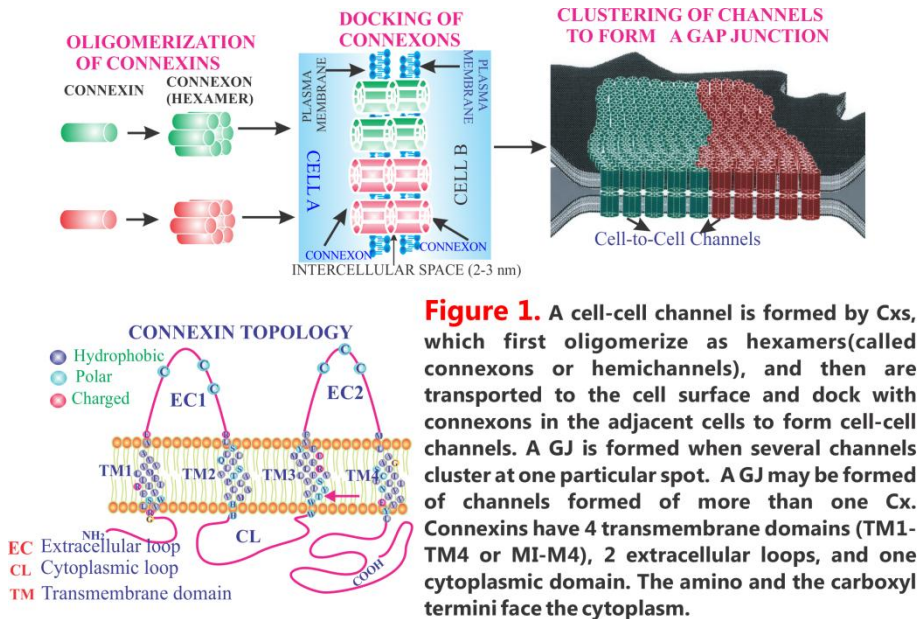 OLIGOMERIZATION
OF CONNEXINS
CONNEXIN
CONNEXON
(HEXAMER)
DOCKING OF
CONNEXONS
PLASMA
MEMBRANE
PLASMA
MEMBRANE
CELL A
CELL B
CONNEXON
CONNEXON
INTERCELLULAR SPACE (2-3 nm)
CLUSTERING OF CHANNELS
TO FORM A GAP JUNCTION
Cell-to-Cell Channels
CONNEXIN TOPOLOGY
Hydrophobic
Polar
Charged
C
C
C
EC1
C
C
C
EC2
TM1
TM2
TM3
TM4
NH2
CL
COOH
EC Extracellular loop
CL Cytoplasmic loop
TM Transmembrane domain
Figure 1. A cell-cell channel is formed by Cxs,
which first oligomerize as hexamers(called
connexons or hemichannels), and then are
transported to the cell surface and dock with
connexons in the adjacent cells to form cell-cell
channels. A GJ is formed when several channels
cluster at one particular spot. A GJ may be formed
of channels formed of more than one Cx.
Connexins have 4 transmembrane domains (TM1-
TM4 or MI-M4), 2 extracellular loops, and one
cytoplasmic domain. The amino and the carboxyl
termini face the cytoplasm.